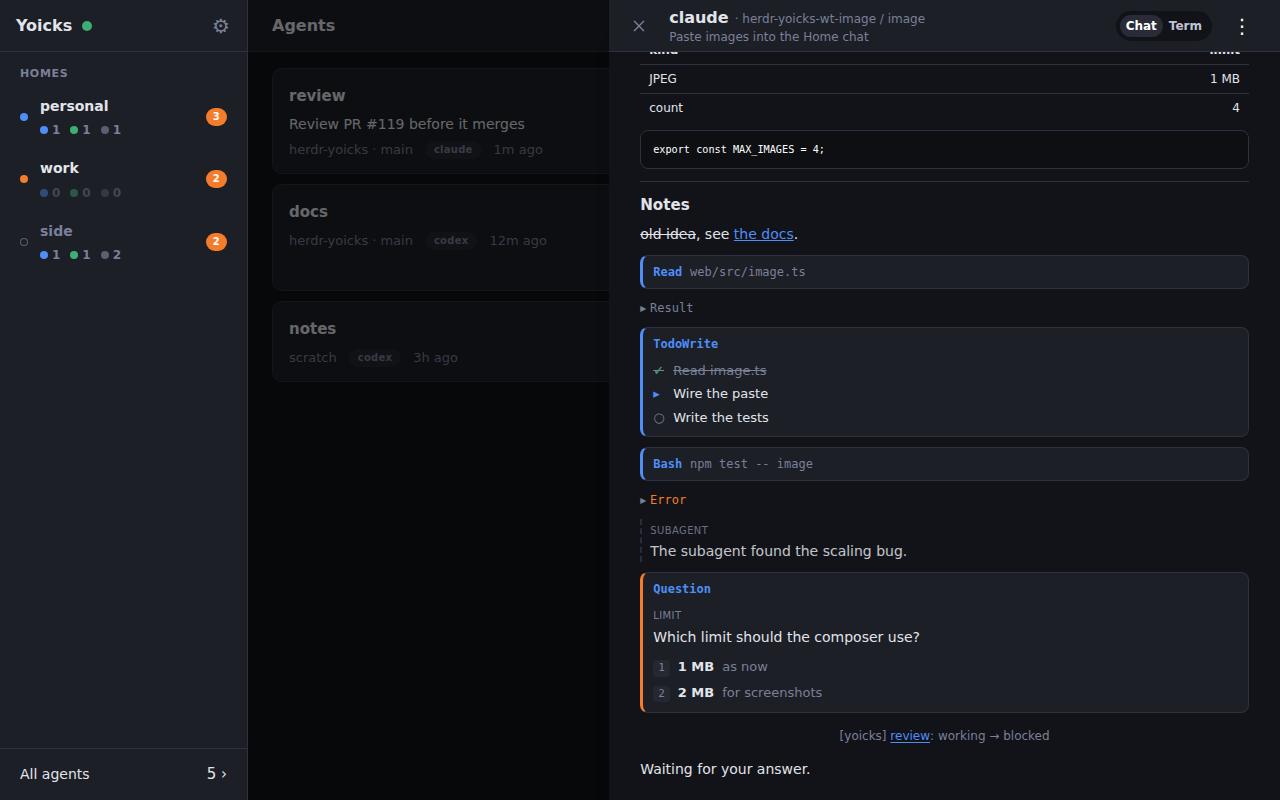 Yoicks
HOMES
personal
3
1 1 1
work
2
0 0 0
side
2
1 1 2
All agents
5 ›
Agents
review
Review PR #119 before it merges
herdr-yoicks · main claude 1m ago
docs
herdr-yoicks · main codex 12m ago
notes
scratch codex 3h ago
claude · herdr-yoicks-wt-image / image
Paste images into the Home chat
Chat Term
JPEG 1 MB
count 4
export const MAX_IMAGES = 4;
Notes
old idea, see the docs.
Read web/src/image.ts
▸ Result
TodoWrite
✓ Read image.ts
▸ Wire the paste
○ Write the tests
Bash npm test -- image
▸ Error
SUBAGENT
The subagent found the scaling bug.
Question
LIMIT
Which limit should the composer use?
1 1 MB as now
2 2 MB for screenshots
[yoicks] review: working → blocked
Waiting for your answer.